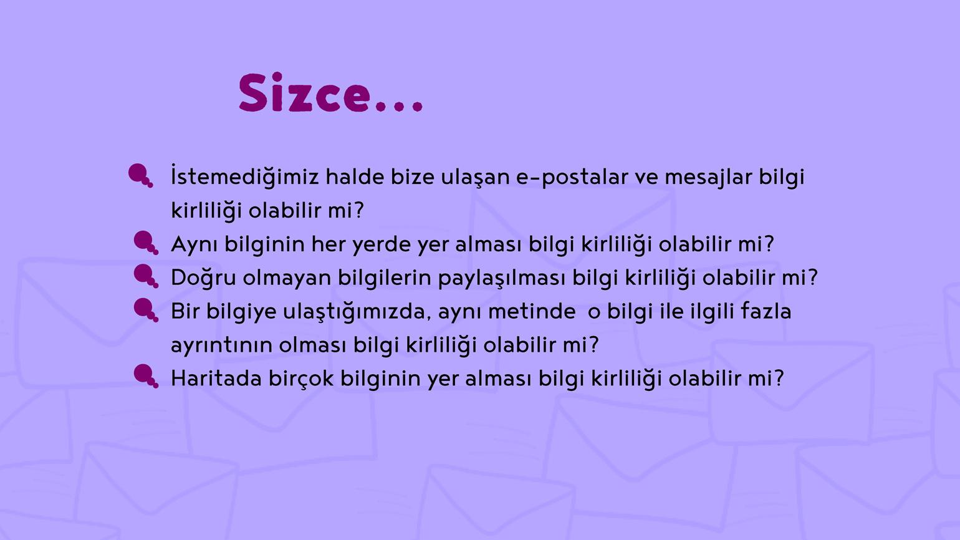 Sizce...
İstemediğimiz halde bize ulaşan e-postalar ve mesajlar bilgi
kirliliği olabilir mi?
Aynı bilginin her yerde yer alması bilgi kirliliği olabilir mi?
Doğru olmayan bilgilerin paylaşılması bilgi kirliliği olabilir mi?
Bir bilgiye ulaştığımızda, aynı metinde o bilgi ile ilgili fazla
ayrıntının olması bilgi kirliliği olabilir mi?
Haritada birçok bilginin yer alması bilgi kirliliği olabilir mi?